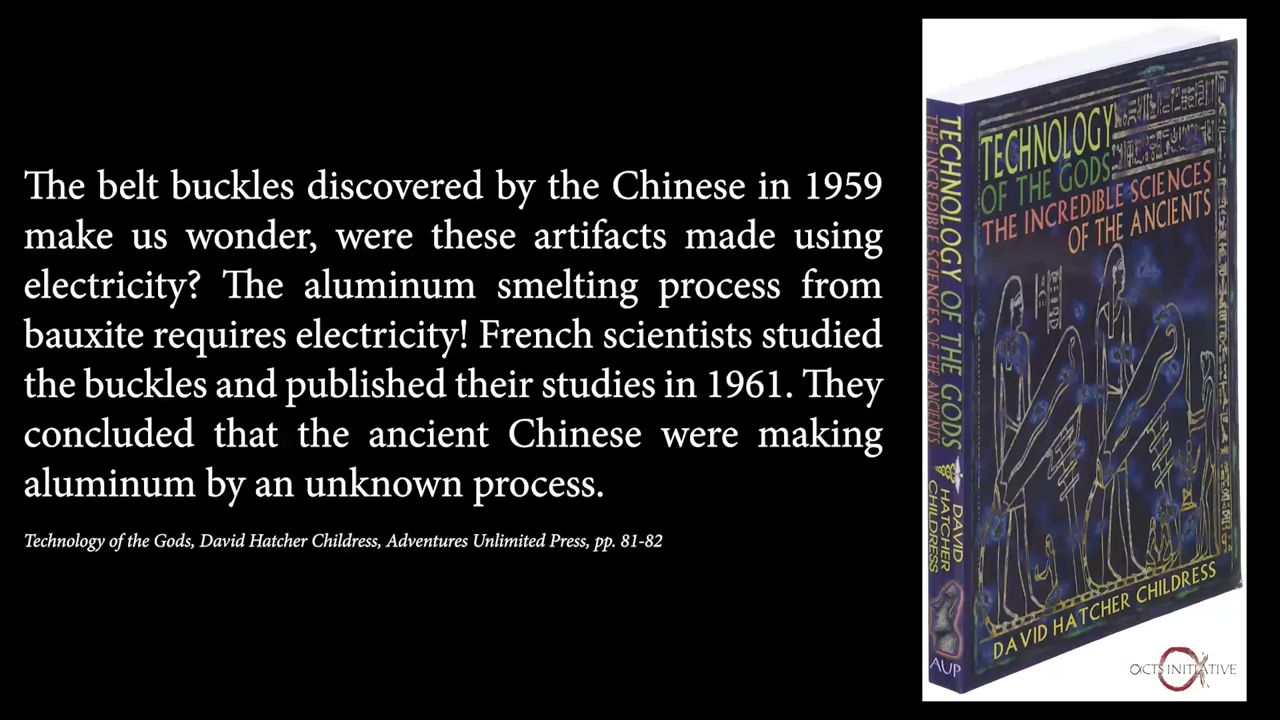 The belt buckles discovered by the Chinese in 1959
make us wonder, were these artifacts made using
electricity? The aluminum smelting process from
bauxite requires electricity! French scientists studied
the buckles and published their studies in 1961. They
concluded that the ancient Chinese were making
aluminum by an unknown process.
Technology of the Gods, David Hatcher Childress, Adventures Unlimited Press, pp. 81-82
TECHNOLOGY OF THE GODS
THE INCREDIBLE SCIENCES OF THE ANCIENTS
DAVID
HATCHER
CHILDRESS
AUP
TECHNOLOGY
OF THE GODS
THE INCREDIBLE SCIENCES
OF THE ANCIENTS
DAVID HATCHER CHILDRESS
OCTS INITIATIVE